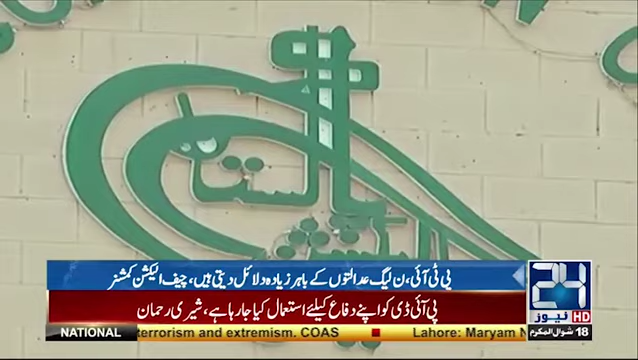 پی ٹی آئی، ن لیگ عدالتوں کے باہر زیادہ دلائل دیتی ہیں، چیف الیکشن کمشنر
پی آئی ڈی کو اپنے دفاع کیلئے استعمال کیا جارہا ہے، شیری رحمان
24
نیوز HD
NATIONAL terrorism and extremism. COAS Lahore: Maryam N 18 شوال المکرم